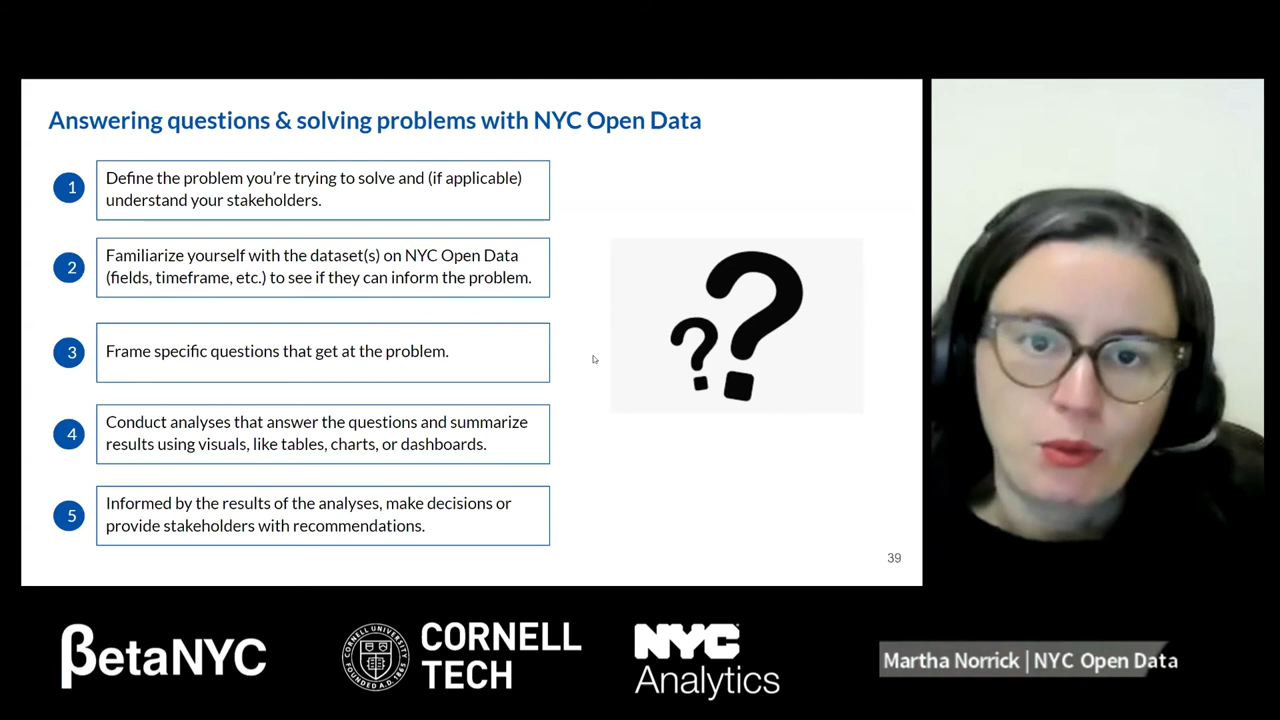 Answering questions & solving problems with NYC Open Data
1
Define the problem you're trying to solve and (if applicable)
understand your stakeholders.
2
Familiarize yourself with the dataset(s) on NYC Open Data
(fields, timeframe, etc.) to see if they can inform the problem.
3
Frame specific questions that get at the problem.
4
Conduct analyses that answer the questions and summarize
results using visuals, like tables, charts, or dashboards.
5
Informed by the results of the analyses, make decisions or
provide stakeholders with recommendations.
??
39
βetaNYC
CORNELL UNIVERSITY
FOUNDED A.D. 1865
CORNELL
TECH
NYC
Analytics
Martha Norrick | NYC Open Data